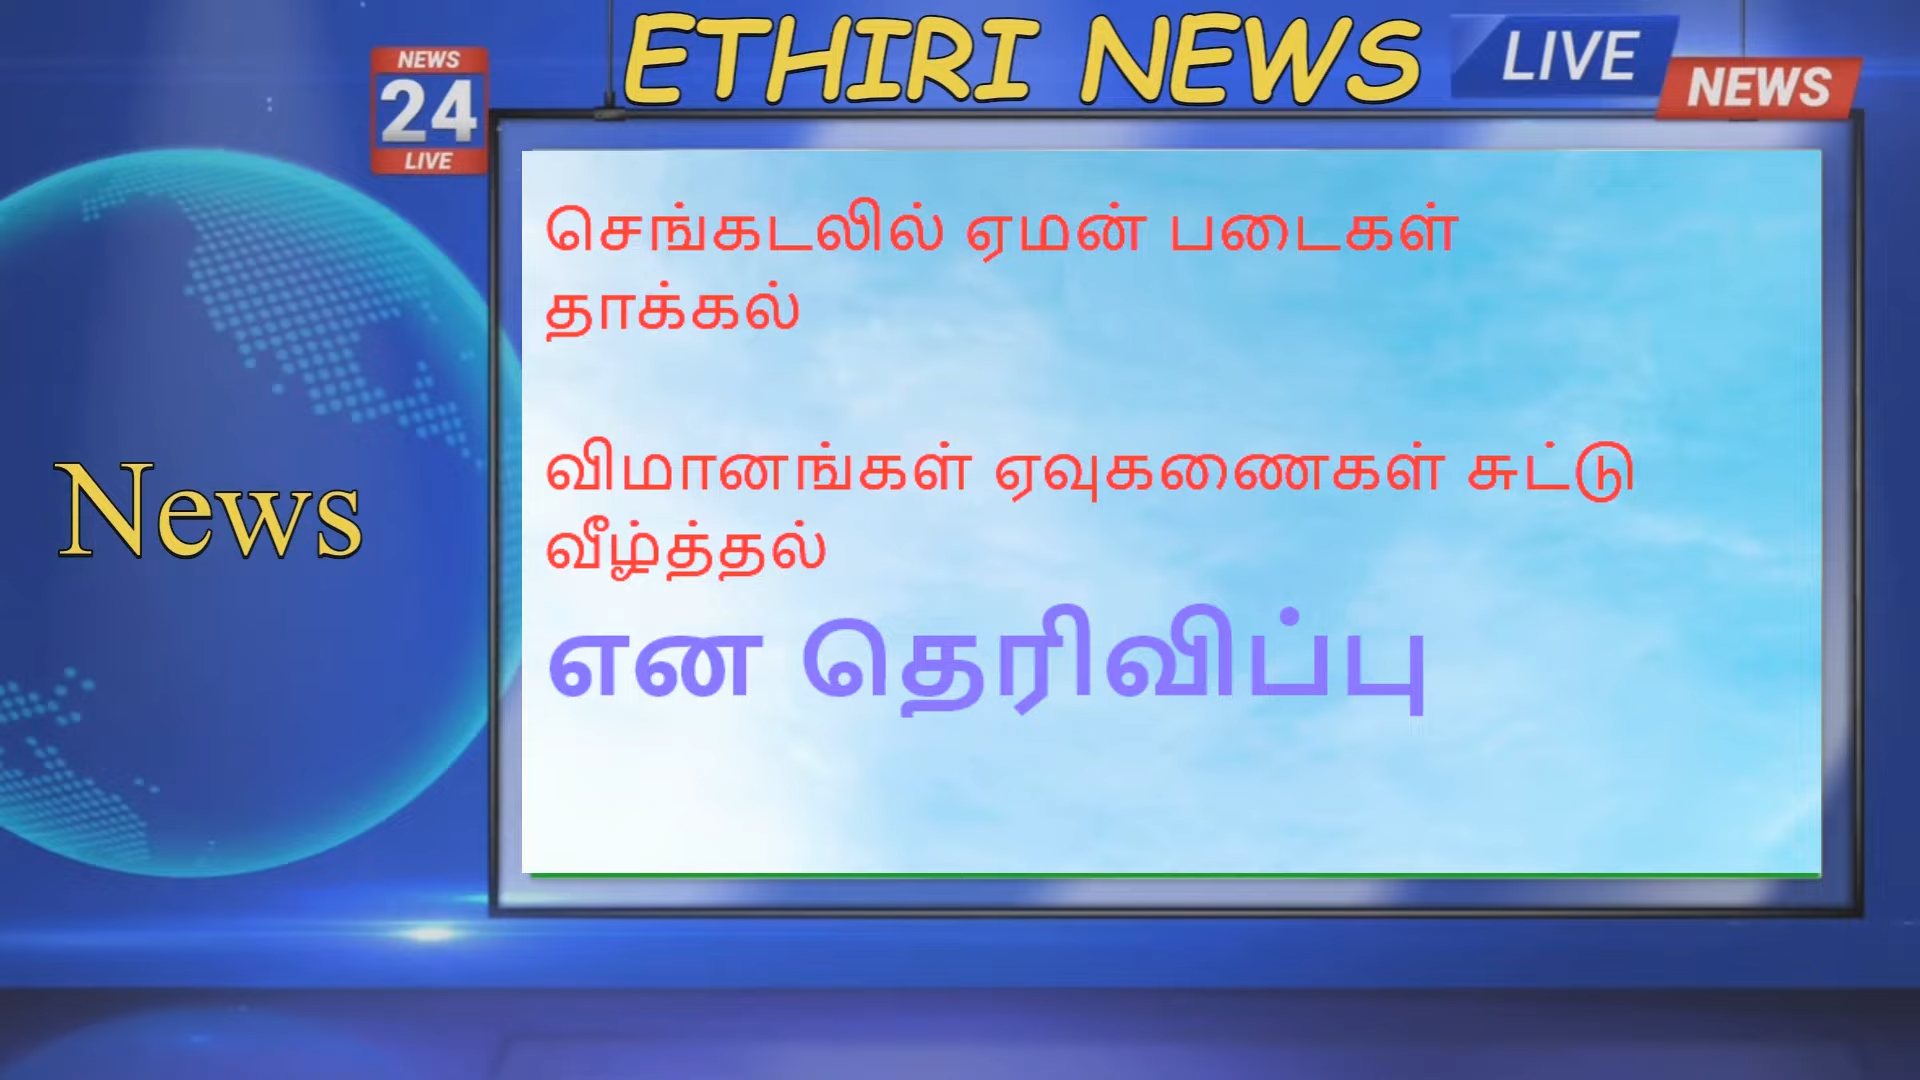 ETHIRI NEWS
LIVE
NEWS
NEWS
24
LIVE
News
செங்கடலில் ஏமன் படைகள்
தாக்கல்
விமானங்கள் ஏவுகணைகள் சுட்டு
வீழ்த்தல்
என தெரிவிப்பு